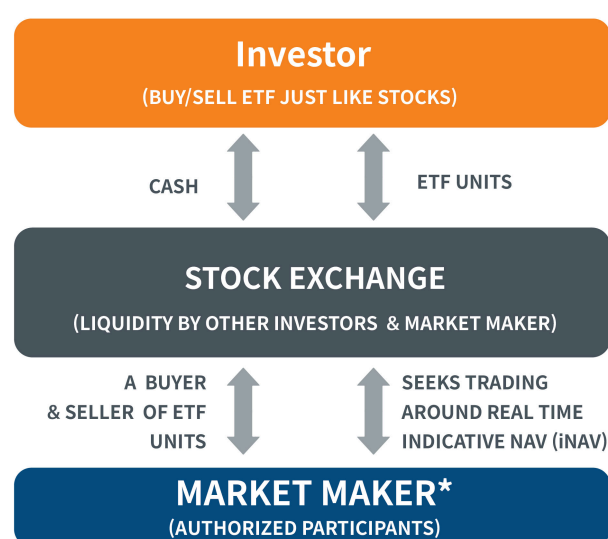 Investor
(BUY/SELL ETF JUST LIKE STOCKS)
CASH
ETF UNITS
STOCK EXCHANGE
(LIQUIDITY BY OTHER INVESTORS & MARKET MAKER)
A BUYER
& SELLER OF ETF
UNITS
SEEKS TRADING
AROUND REAL TIME
INDICATIVE NAV (iNAV)
MARKET MAKER*
(AUTHORIZED PARTICIPANTS)